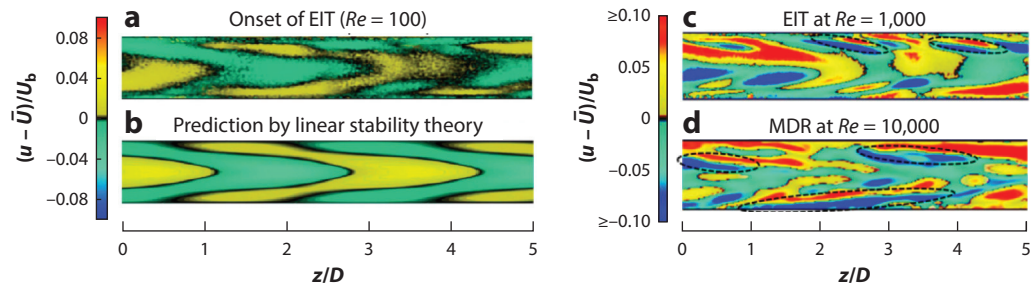 a Onset of EIT (Re = 100)
0.08
0.04
0
−0.04
−0.08
(u − Ū)/U_b
b Prediction by linear stability theory
0 1 2 3 4 5
z/D
c EIT at Re = 1,000
≥0.10
0.05
0
−0.05
≥−0.10
(u − Ū)/U_b
d MDR at Re = 10,000
0 1 2 3 4 5
z/D